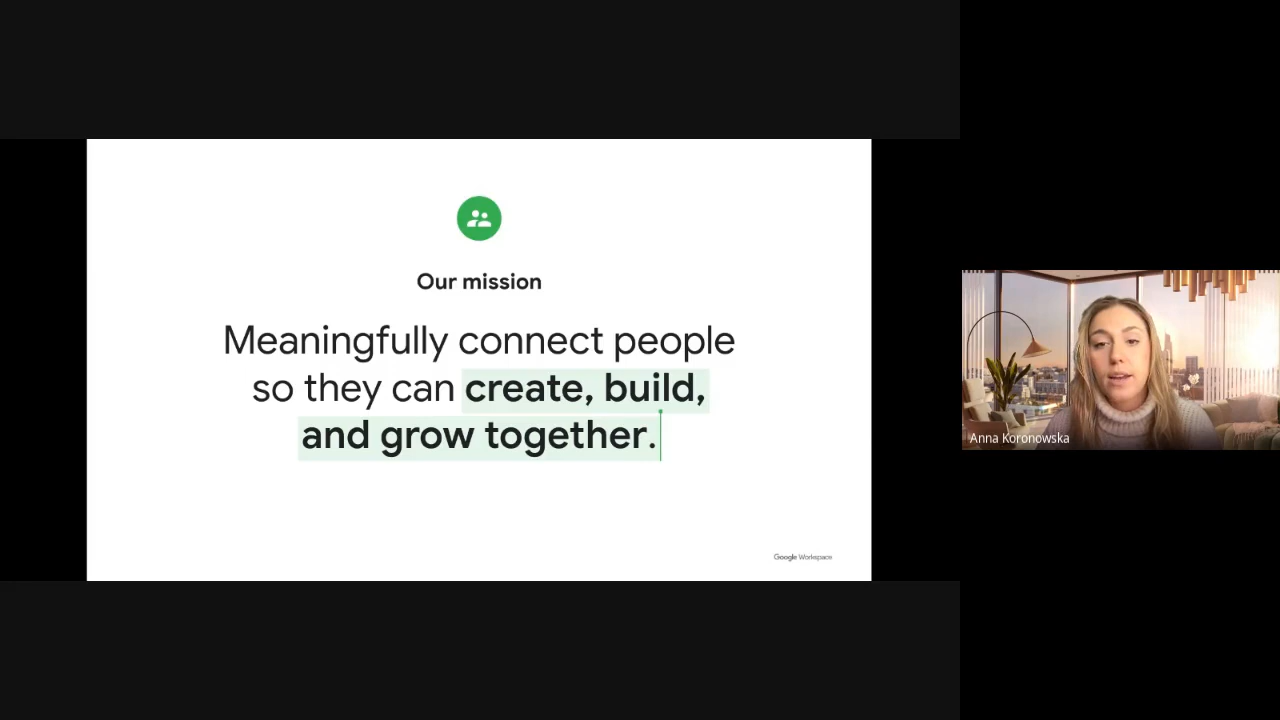 Our mission
Meaningfully connect people
so they can create, build,
and grow together.
Google Workspace
Anna Koronowska